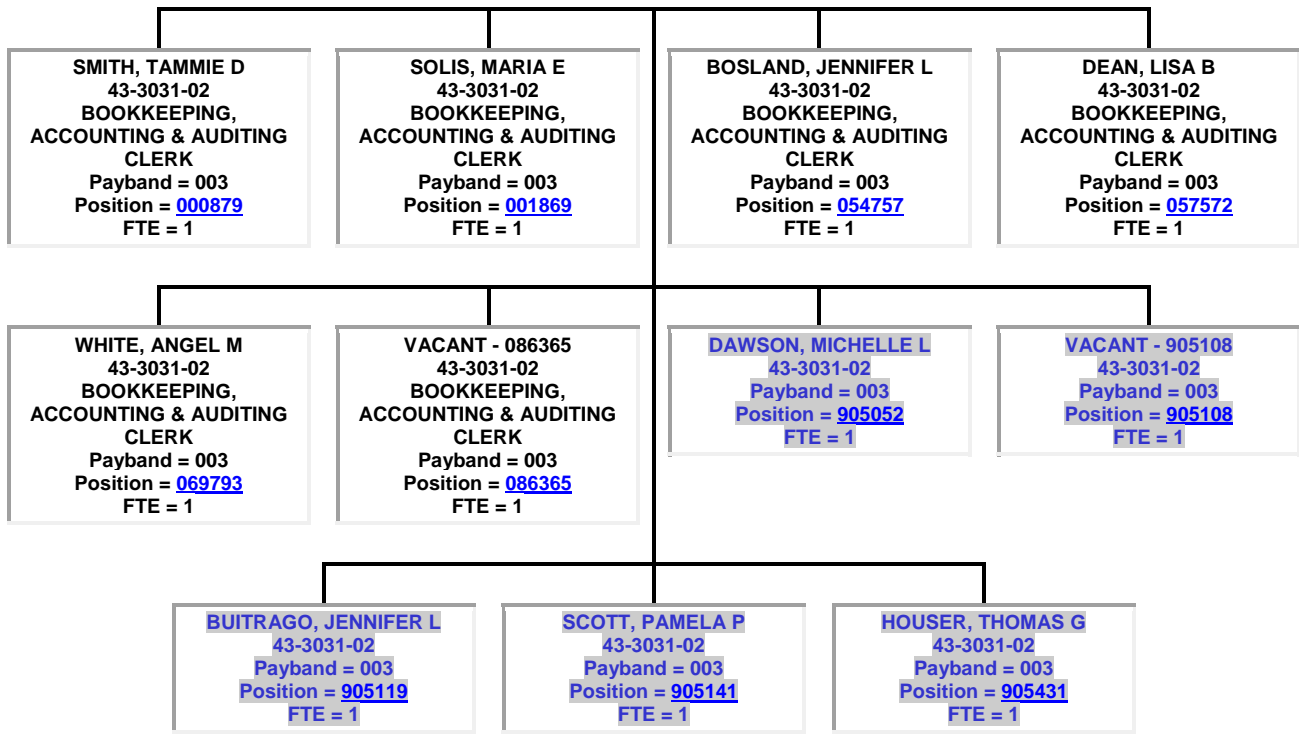 SMITH, TAMMIE D
43-3031-02
BOOKKEEPING,
ACCOUNTING & AUDITING
CLERK
Payband = 003
Position = 000879
FTE = 1
SOLIS, MARIA E
43-3031-02
BOOKKEEPING,
ACCOUNTING & AUDITING
CLERK
Payband = 003
Position = 001869
FTE = 1
BOSLAND, JENNIFER L
43-3031-02
BOOKKEEPING,
ACCOUNTING & AUDITING
CLERK
Payband = 003
Position = 054757
FTE = 1
DEAN, LISA B
43-3031-02
BOOKKEEPING,
ACCOUNTING & AUDITING
CLERK
Payband = 003
Position = 057572
FTE = 1
WHITE, ANGEL M
43-3031-02
BOOKKEEPING,
ACCOUNTING & AUDITING
CLERK
Payband = 003
Position = 069793
FTE = 1
VACANT - 086365
43-3031-02
BOOKKEEPING,
ACCOUNTING & AUDITING
CLERK
Payband = 003
Position = 086365
FTE = 1
DAWSON, MICHELLE L
43-3031-02
Payband = 003
Position = 905052
FTE = 1
VACANT - 905108
43-3031-02
Payband = 003
Position = 905108
FTE = 1
BUITRAGO, JENNIFER L
43-3031-02
Payband = 003
Position = 905119
FTE = 1
SCOTT, PAMELA P
43-3031-02
Payband = 003
Position = 905141
FTE = 1
HOUSER, THOMAS G
43-3031-02
Payband = 003
Position = 905431
FTE = 1